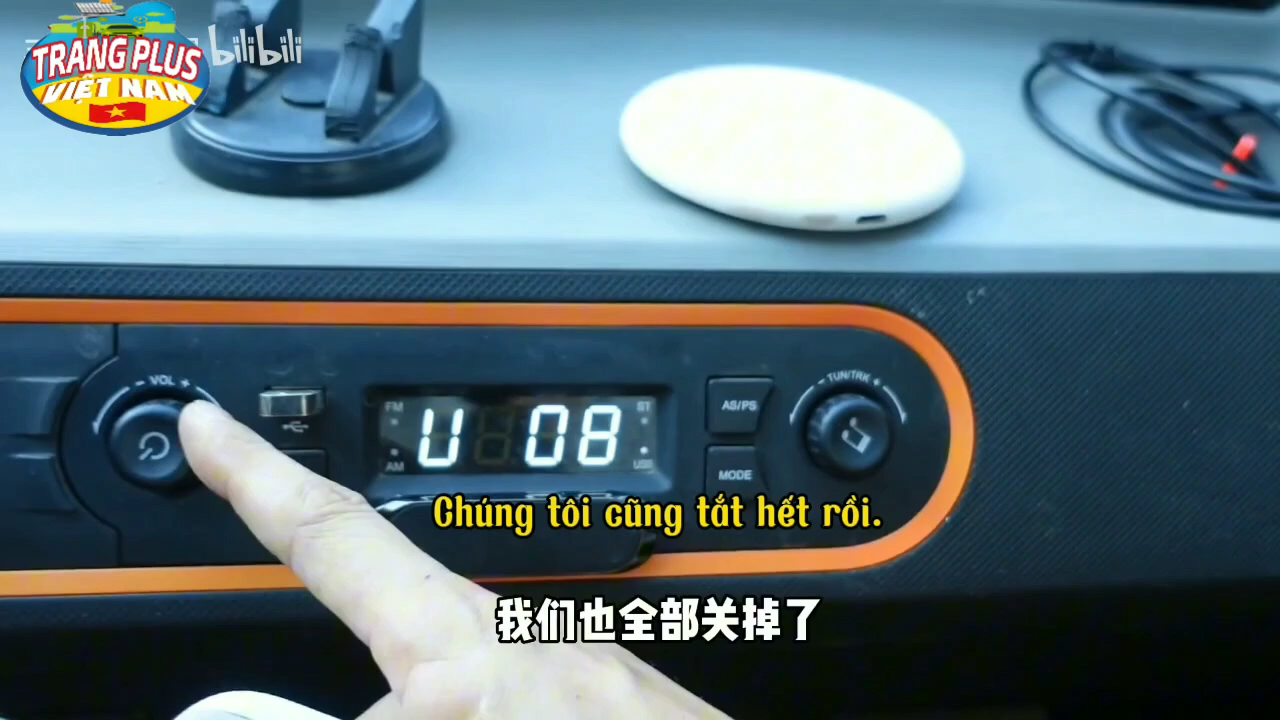 TRANG PLUS
VIỆT NAM
bilibili
- VOL +
FM
ST
U 08
AM
USB
AS/PS
MODE
- TUN/TRK +
Chúng tôi cũng tắt hết rồi.
我们也全部关掉了